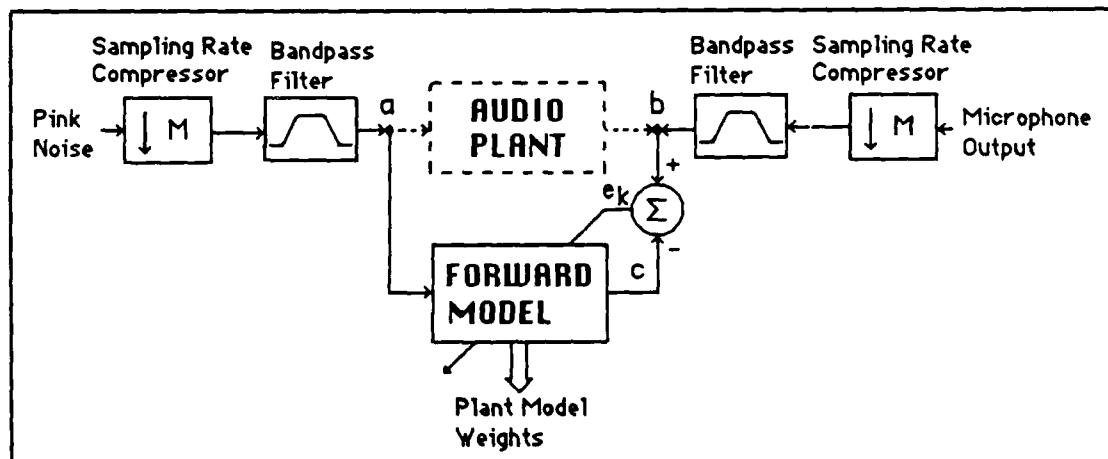 Sampling Rate
Compressor
Bandpass
Filter
Bandpass
Filter
Sampling Rate
Compressor
Pink
Noise
↓ M
a
AUDIO
PLANT
b
↓ M
Microphone
Output
+
e_k
Σ
-
FORWARD
MODEL
c
Plant Model
Weights